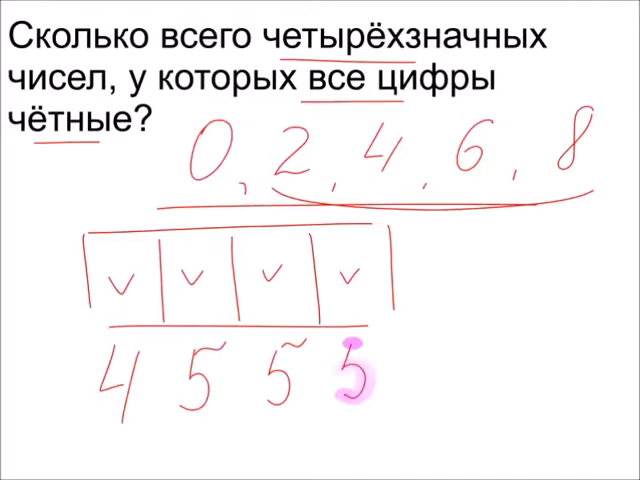 Сколько всего четырёхзначных
чисел, у которых все цифры
чётные?
0, 2, 4, 6, 8
4 5 5 5